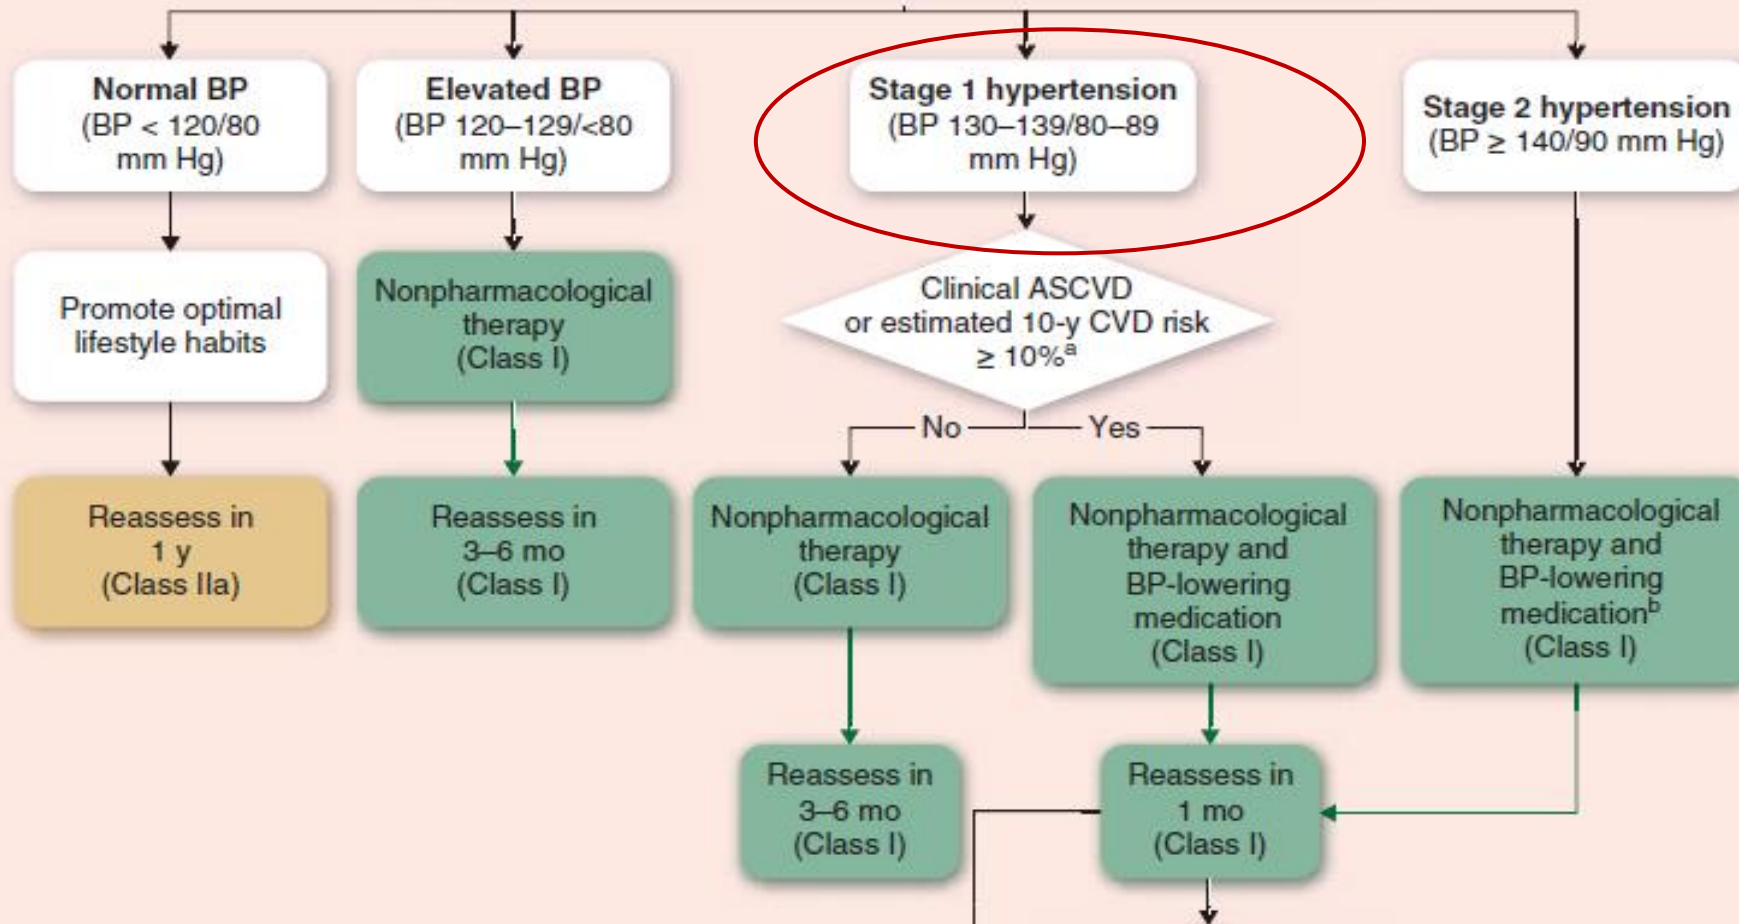 Normal BP
(BP < 120/80
mm Hg)
Elevated BP
(BP 120–129/<80
mm Hg)
Stage 1 hypertension
(BP 130–139/80–89
mm Hg)
Stage 2 hypertension
(BP ≥ 140/90 mm Hg)
Promote optimal
lifestyle habits
Nonpharmacological
therapy
(Class I)
Clinical ASCVD
or estimated 10-y CVD risk
≥ 10%ᵃ
No
Yes
Reassess in
1 y
(Class IIa)
Reassess in
3–6 mo
(Class I)
Nonpharmacological
therapy
(Class I)
Nonpharmacological
therapy and
BP-lowering
medication
(Class I)
Nonpharmacological
therapy and
BP-lowering
medicationᵇ
(Class I)
Reassess in
3–6 mo
(Class I)
Reassess in
1 mo
(Class I)